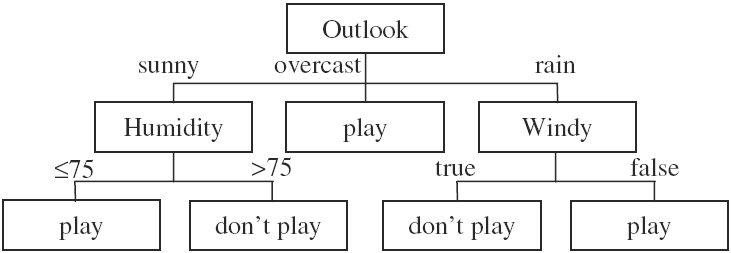 Outlook
sunny overcast rain
Humidity play Windy
≤75 >75 true false
play don't play don't play play